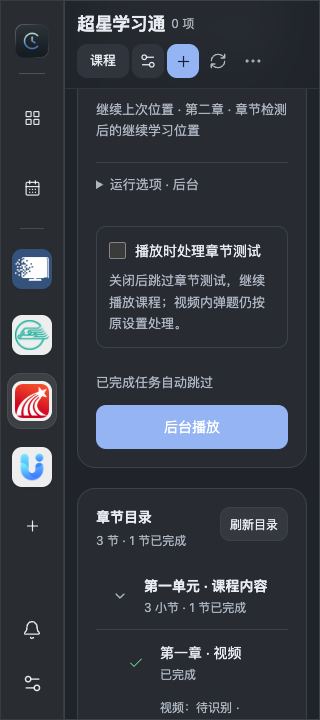 超星学习通 0 项
课程
继续上次位置 · 第二章 · 章节检测
后的继续学习位置
运行选项 · 后台
播放时处理章节测试
关闭后跳过章节测试，继续
播放课程；视频内弹题仍按
原设置处理。
已完成任务自动跳过
后台播放
章节目录
3 节 · 1 节已完成
刷新目录
第一单元 · 课程内容
3 小节 · 1 节已完成
第一章 · 视频
已完成
视频：待识别 ·